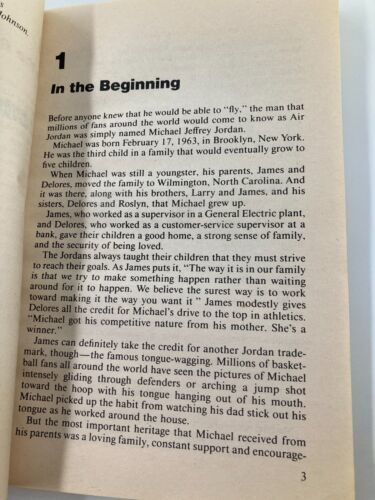 s
Johnson.
1
In the Beginning
Before anyone knew that he would be able to "fly," the man that
millions of fans around the world would come to know as Air
Jordan was simply named Michael Jeffrey Jordan.
Michael was born February 17, 1963, in Brooklyn, New York.
He was the third child in a family that would eventually grow to
five children.
When Michael was still a youngster, his parents, James and
Delores, moved the family to Wilmington, North Carolina. And
it was there, along with his brothers, Larry and James, and his
sisters, Delores and Roslyn, that Michael grew up.
James, who worked as a supervisor in a General Electric plant,
and Delores, who worked as a customer-service supervisor at a
bank, gave their children a good home, a strong sense of family,
and the security of being loved.
The Jordans always taught their children that they must strive
to reach their goals. As James puts it, "The way it is in our family
is that we try to make something happen rather than waiting
around for it to happen. We believe the surest way is to work
toward making it the way you want it" James modestly gives
Delores all the credit for Michael's drive to the top in athletics.
"Michael got his competitive nature from his mother. She's a
winner."
James can definitely take the credit for another Jordan trade-
mark, though—the famous tongue-wagging. Millions of basket-
ball fans all around the world have seen the pictures of Michael
intensely gliding through defenders or arching a jump shot
toward the hoop with his tongue hanging out of his mouth.
Michael picked up the habit from watching his dad stick out his
tongue as he worked around the house.
But the most important heritage that Michael received from
his parents was a loving family, constant support and encourage-
3